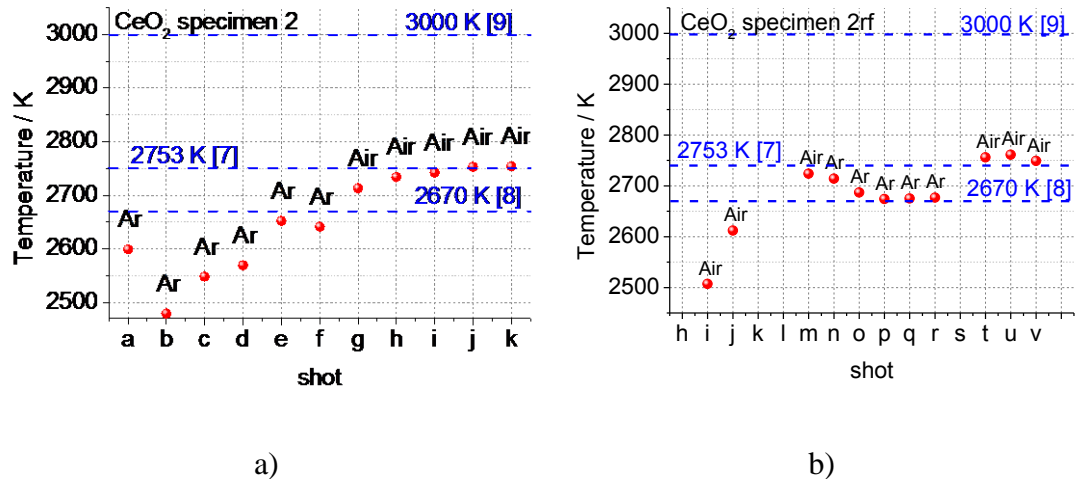 CeO₂ specimen 2
3000 K [9]
2753 K [7]
2670 K [8]
Temperature / K
3000
2900
2800
2700
2600
2500
Ar
Ar
Ar
Ar
Ar
Ar
Air
Air
Air
Air
Air
a b c d e f g h i j k
shot
a)
CeO₂ specimen 2rf
3000 K [9]
2753 K [7]
2670 K [8]
Temperature / K
3000
2900
2800
2700
2600
2500
Air
Air
Air
Ar
Ar
Ar
Ar
Ar
Air
Air
Air
h i j k l m n o p q r s t u v
shot
b)